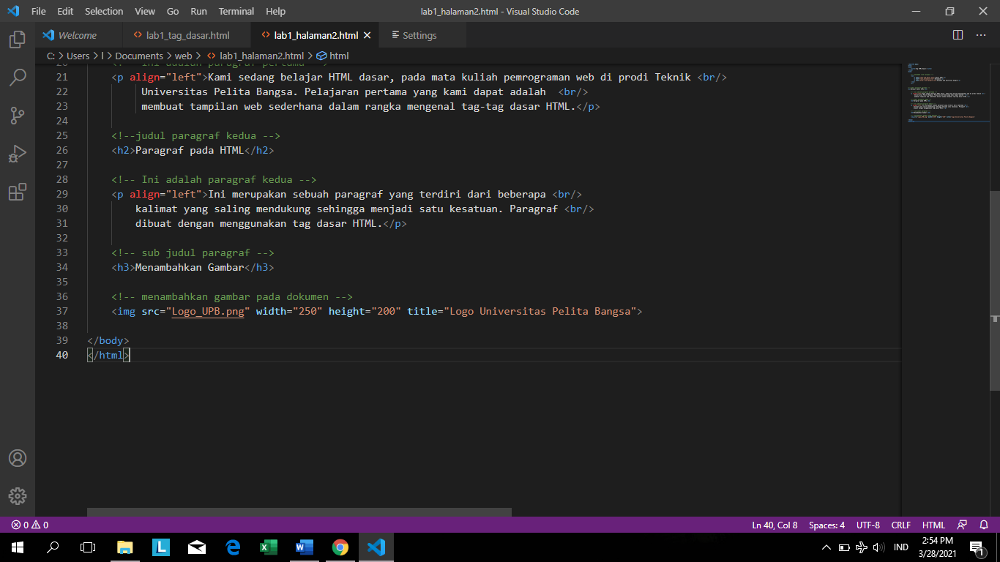 File Edit Selection View Go Run Terminal Help lab1_halaman2.html - Visual Studio Code
Welcome lab1_tag_dasar.html lab1_halaman2.html Settings
C: > Users > l > Documents > web > lab1_halaman2.html > html
20 <!-- Ini adalah paragraf pertama -->
21 <p align="left">Kami sedang belajar HTML dasar, pada mata kuliah pemrograman web di prodi Teknik <br/>
22 Universitas Pelita Bangsa. Pelajaran pertama yang kami dapat adalah <br/>
23 membuat tampilan web sederhana dalam rangka mengenal tag-tag dasar HTML.</p>
24
25 <!--judul paragraf kedua -->
26 <h2>Paragraf pada HTML</h2>
27
28 <!-- Ini adalah paragraf kedua -->
29 <p align="left">Ini merupakan sebuah paragraf yang terdiri dari beberapa <br/>
30 kalimat yang saling mendukung sehingga menjadi satu kesatuan. Paragraf <br/>
31 dibuat dengan menggunakan tag dasar HTML.</p>
32
33 <!-- sub judul paragraf -->
34 <h3>Menambahkan Gambar</h3>
35
36 <!-- menambahkan gambar pada dokumen -->
37 <img src="Logo_UPB.png" width="250" height="200" title="Logo Universitas Pelita Bangsa">
38
39 </body>
40 </html>
0 0 Ln 40, Col 8 Spaces: 4 UTF-8 CRLF HTML
IND 2:54 PM
3/28/2021 1